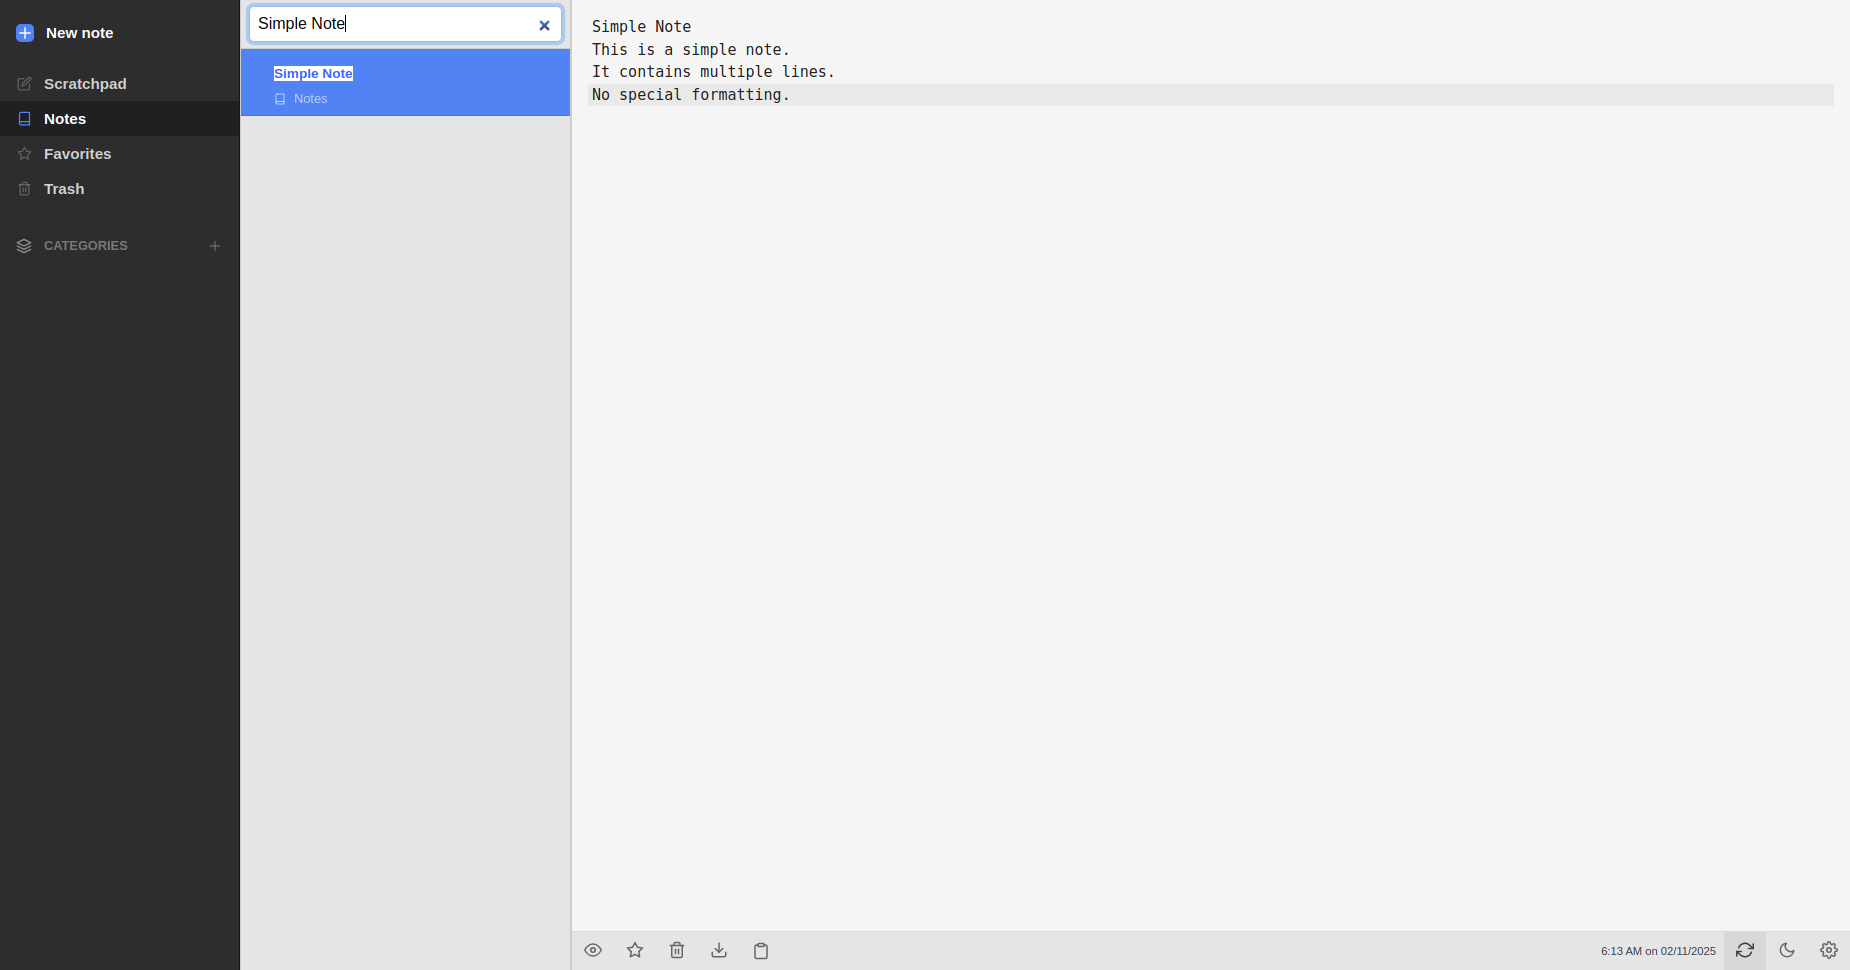 New note
Scratchpad
Notes
Favorites
Trash
CATEGORIES
Simple Note
Simple Note
Notes
Simple Note
This is a simple note.
It contains multiple lines.
No special formatting.
6:13 AM on 02/11/2025